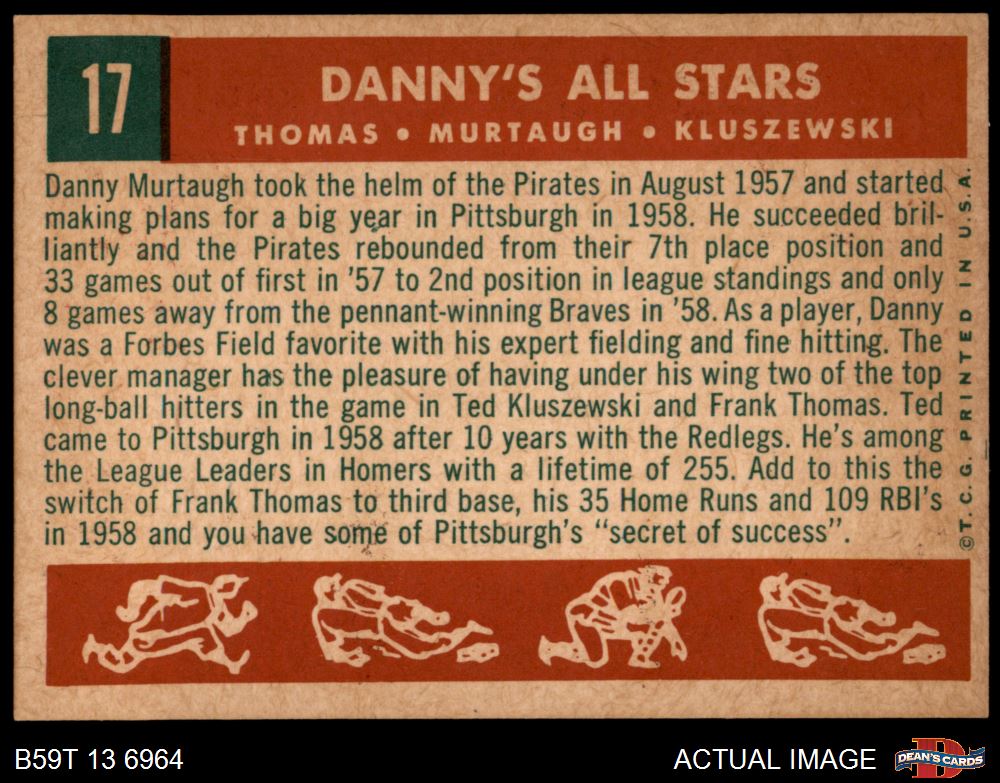 17
DANNY'S ALL STARS
THOMAS • MURTAUGH • KLUSZEWSKI
Danny Murtaugh took the helm of the Pirates in August 1957 and started
making plans for a big year in Pittsburgh in 1958. He succeeded bril-
liantly and the Pirates rebounded from their 7th place position and
33 games out of first in '57 to 2nd position in league standings and only
8 games away from the pennant-winning Braves in '58. As a player, Danny
was a Forbes Field favorite with his expert fielding and fine hitting. The
clever manager has the pleasure of having under his wing two of the top
long-ball hitters in the game in Ted Kluszewski and Frank Thomas. Ted
came to Pittsburgh in 1958 after 10 years with the Redlegs. He's among
the League Leaders in Homers with a lifetime of 255. Add to this the
switch of Frank Thomas to third base, his 35 Home Runs and 109 RBI's
in 1958 and you have some of Pittsburgh's "secret of success".
©T. C. G. PRINTED IN U.S.A.
B59T 13 6964
ACTUAL IMAGE
D
DEAN'S CARDS